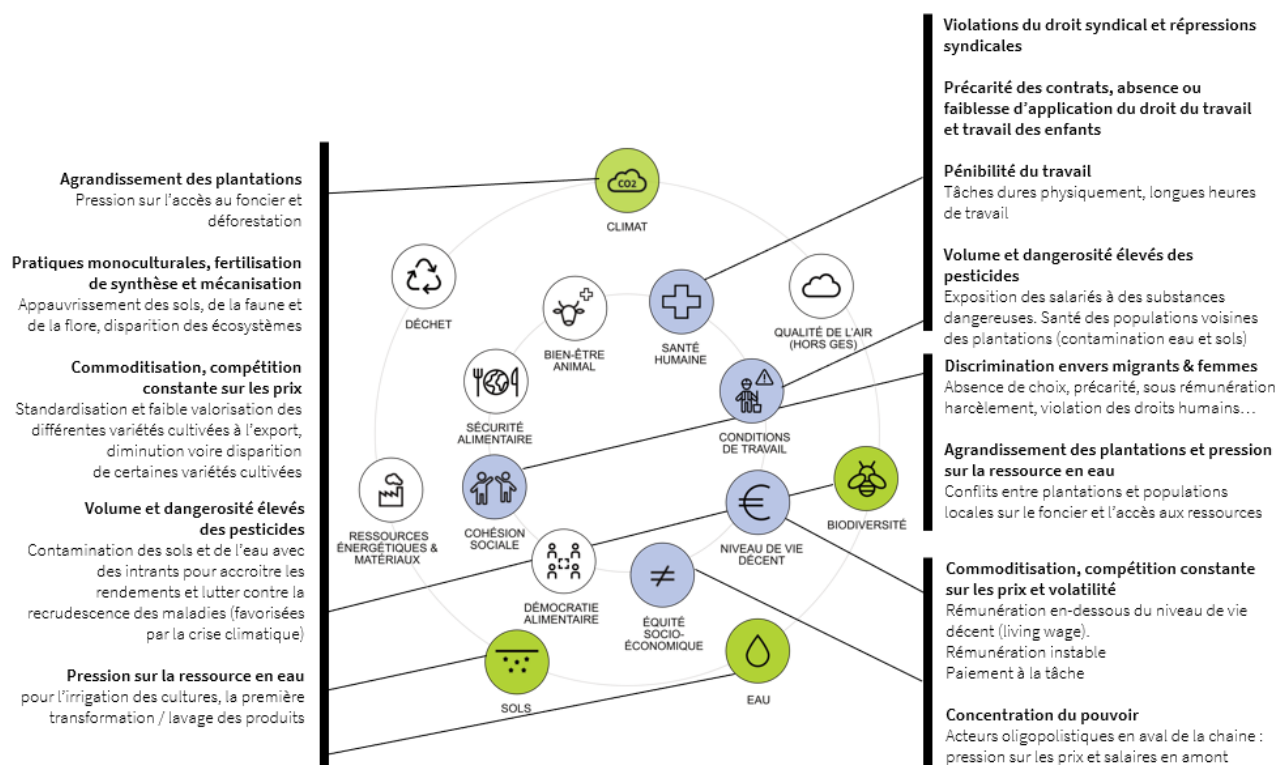 Agrandissement des plantations
Pression sur l'accès au foncier et
déforestation
Pratiques monoculturales, fertilisation
de synthèse et mécanisation
Appauvrissement des sols, de la faune et
de la flore, disparition des écosystèmes
Commoditisation, compétition
constante sur les prix
Standardisation et faible valorisation des
différentes variétés cultivées à l'export,
diminution voire disparition
de certaines variétés cultivées
Volume et dangerosité élevés
des pesticides
Contamination des sols et de l'eau avec
des intrants pour accroitre les
rendements et lutter contre la
recrudescence des maladies (favorisées
par la crise climatique)
Pression sur la ressource en eau
pour l'irrigation des cultures, la première
transformation / lavage des produits
CO2
CLIMAT
DÉCHET
BIEN-ÊTRE
ANIMAL
SANTÉ
HUMAINE
QUALITÉ DE L'AIR
(HORS GES)
SÉCURITÉ
ALIMENTAIRE
CONDITIONS
DE TRAVAIL
RESSOURCES
ÉNERGÉTIQUES &
MATÉRIAUX
COHÉSION
SOCIALE
€
NIVEAU DE VIE
DÉCENT
BIODIVERSITÉ
DÉMOCRATIE
ALIMENTAIRE
≠
ÉQUITÉ
SOCIO-
ÉCONOMIQUE
SOLS
EAU
Violations du droit syndical et répressions
syndicales
Précarité des contrats, absence ou
faiblesse d'application du droit du travail
et travail des enfants
Pénibilité du travail
Tâches dures physiquement, longues heures
de travail
Volume et dangerosité élevés des
pesticides
Exposition des salariés à des substances
dangereuses. Santé des populations voisines
des plantations (contamination eau et sols)
Discrimination envers migrants & femmes
Absence de choix, précarité, sous rémunération
harcèlement, violation des droits humains…
Agrandissement des plantations et pression
sur la ressource en eau
Conflits entre plantations et populations
locales sur le foncier et l'accès aux ressources
Commoditisation, compétition constante
sur les prix et volatilité
Rémunération en-dessous du niveau de vie
décent (living wage).
Rémunération instable
Paiement à la tâche
Concentration du pouvoir
Acteurs oligopolistiques en aval de la chaine :
pression sur les prix et salaires en amont